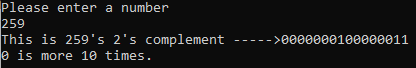 Please enter a number
259
This is 259's 2's complement ----->0000000100000011
0 is more 10 times.